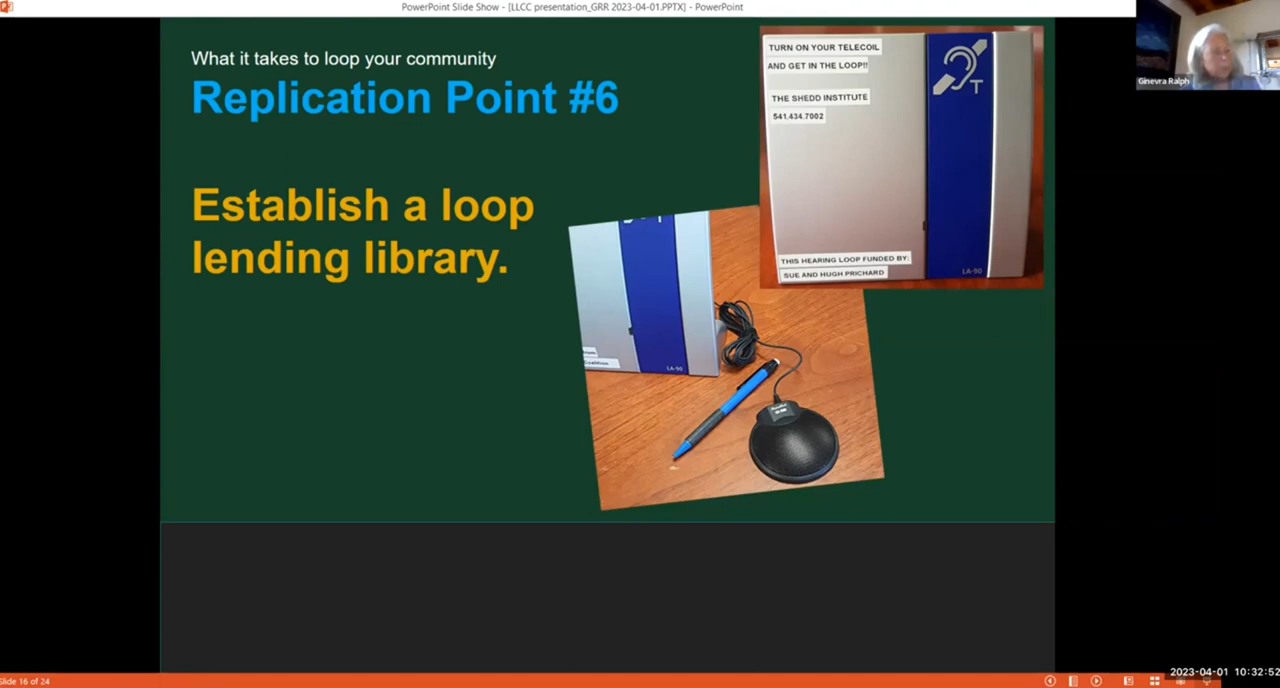 PowerPoint Slide Show - [LLCC presentation_GRR 2023-04-01.PPTX] - PowerPoint
What it takes to loop your community
Replication Point #6
Establish a loop
lending library.
TURN ON YOUR TELECOIL
AND GET IN THE LOOP!!
THE SHEDD INSTITUTE
541.434.7002
T
THIS HEARING LOOP FUNDED BY:
SUE AND HUGH PRICHARD
LA-90
Coalition
LA-90
Ginevra Ralph
Slide 16 of 24
2023-04-01 10:32:52